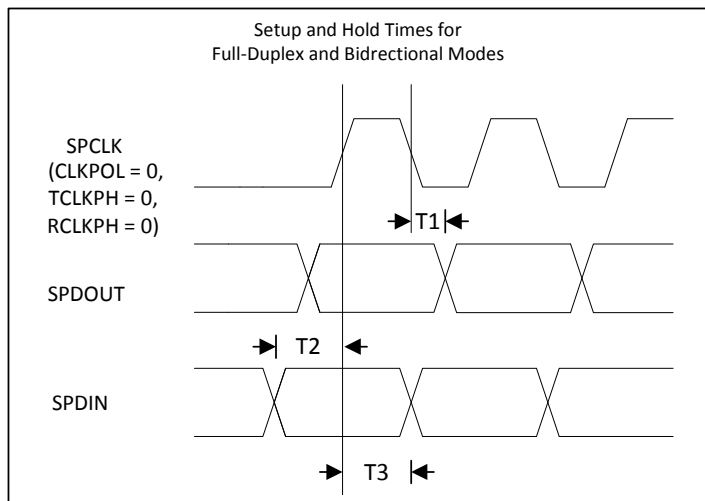 Setup and Hold Times for
Full-Duplex and Bidrectional Modes
SPCLK
(CLKPOL = 0,
TCLKPH = 0,
RCLKPH = 0)
T1
SPDOUT
T2
SPDIN
T3